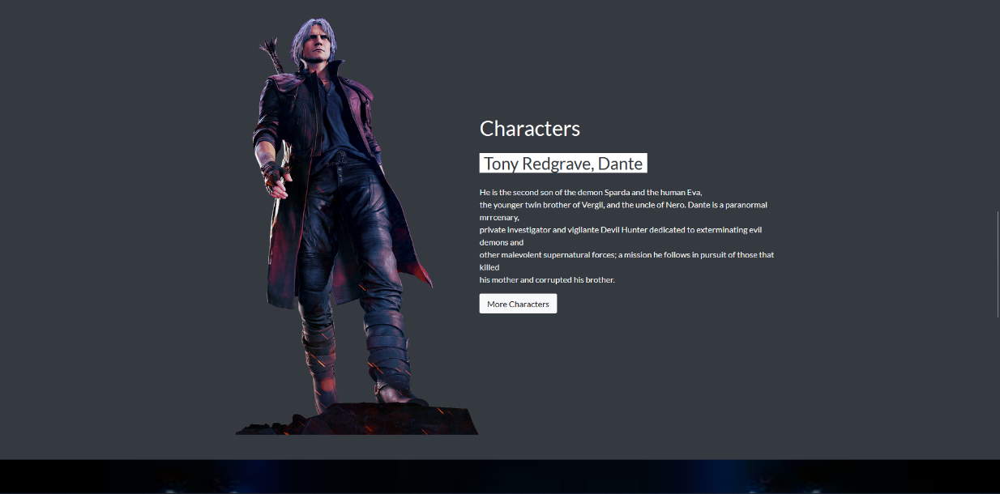 Characters
Tony Redgrave, Dante
He is the second son of the demon Sparda and the human Eva,
the younger twin brother of Vergil, and the uncle of Nero. Dante is a paranormal
mrrcenary,
private investigator and vigilante Devil Hunter dedicated to exterminating evil
demons and
other malevolent supernatural forces; a mission he follows in pursuit of those that
killed
his mother and corrupted his brother.
More Characters